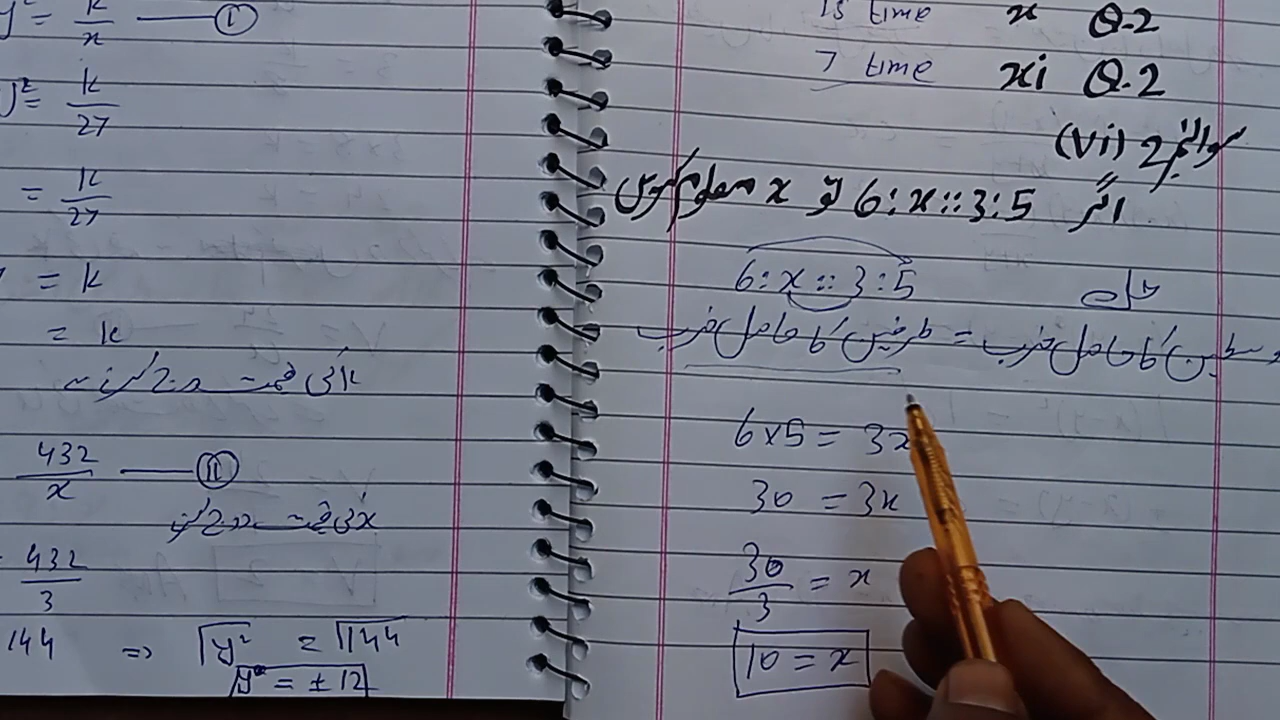 y² = k/x —— (i)
y² = k/27
= k/27
= k
= k
k کی قیمت درج کرنے سے
432/x —— (ii)
x کی قیمت درج کرنے
432/3
144 ⇒ √y² = √144
y = ±12
15 time x Q.2
7 time xi Q.2
سوال نمبر 2 (vi)
اگر 6:x::3:5 تو x معلوم کریں
حل
6:x::3:5
وسطین کا حاصل ضرب = طرفین کا حاصل ضرب
6×5 = 3x
30 = 3x
30/3 = x
10 = x